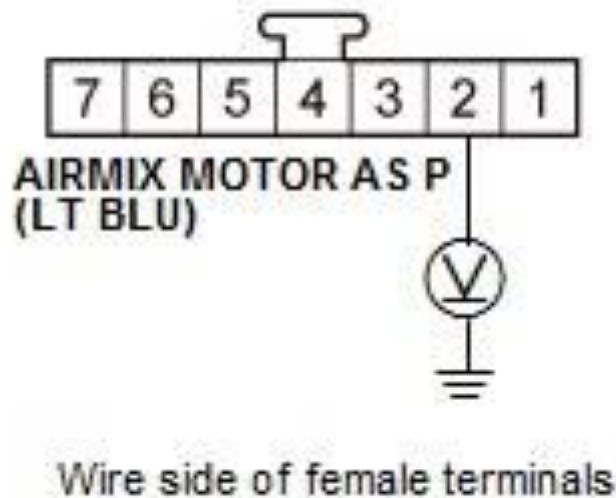 7 6 5 4 3 2 1
AIRMIX MOTOR AS P
(LT BLU)
V
Wire side of female terminals